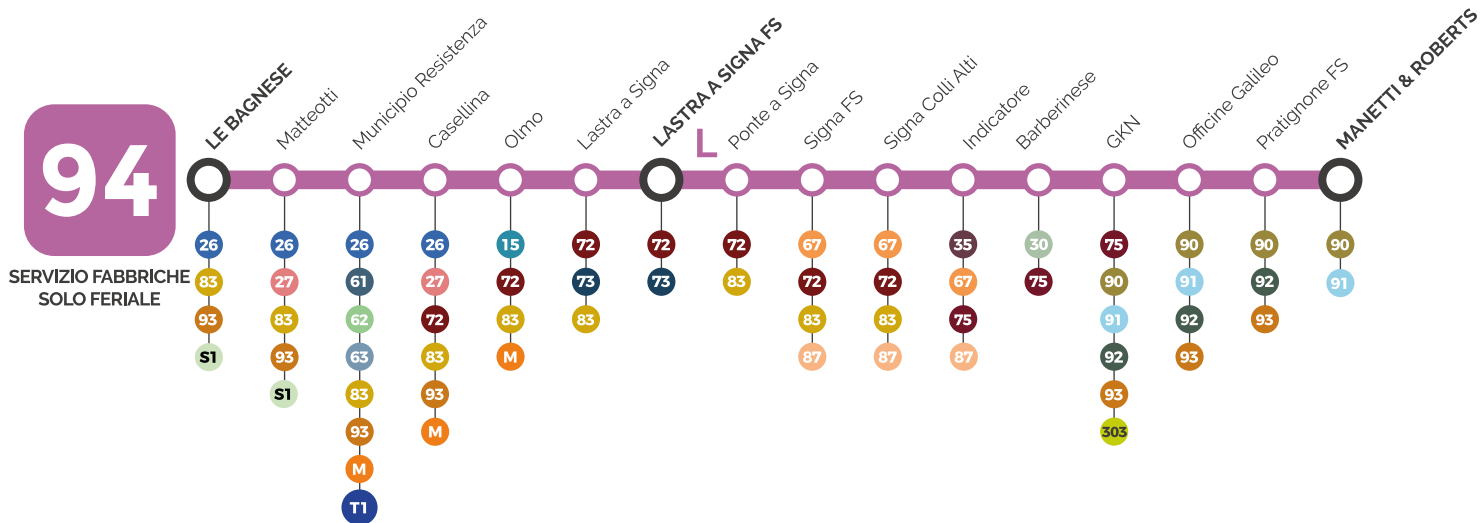 94
SERVIZIO FABBRICHE
SOLO FERIALE
LE BAGNESE
26
83
93
S1
Matteotti
26
27
83
93
S1
Municipio Resistenza
26
61
62
63
83
93
M
T1
Casellina
26
27
72
83
93
M
Olmo
15
72
83
M
Lastra a Signa
72
73
83
LASTRA A SIGNA FS
72
73
L
Ponte a Signa
72
83
Signa FS
67
72
83
87
Signa Colli Alti
67
72
83
87
Indicatore
35
67
75
87
Barberinese
30
75
GKN
75
90
91
92
93
303
Officine Galileo
90
91
92
93
Pratignone FS
90
92
93
MANETTI & ROBERTS
90
91